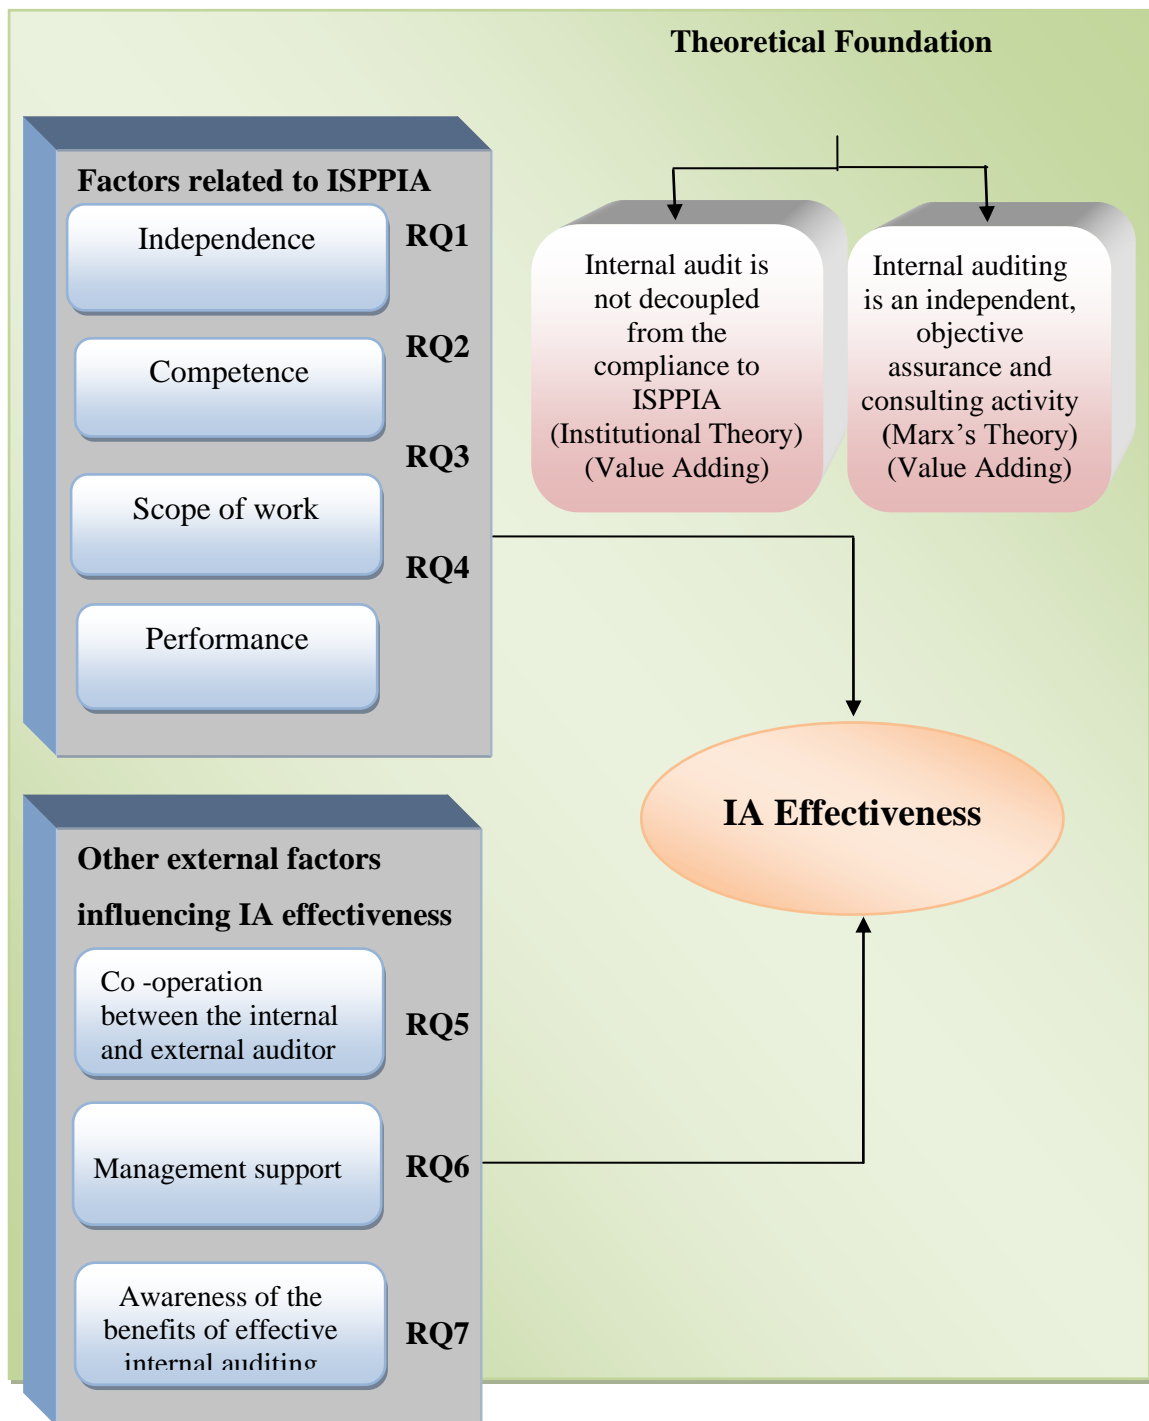 Theoretical Foundation
Factors related to ISPPIA
Independence
RQ1
Competence
RQ2
Scope of work
RQ3
Performance
RQ4
Internal audit is
not decoupled
from the
compliance to
ISPPIA
(Institutional Theory)
(Value Adding)
Internal auditing
is an independent,
objective
assurance and
consulting activity
(Marx's Theory)
(Value Adding)
IA Effectiveness
Other external factors
influencing IA effectiveness
Co -operation
between the internal
and external auditor
RQ5
Management support
RQ6
Awareness of the
benefits of effective
internal auditing
RQ7